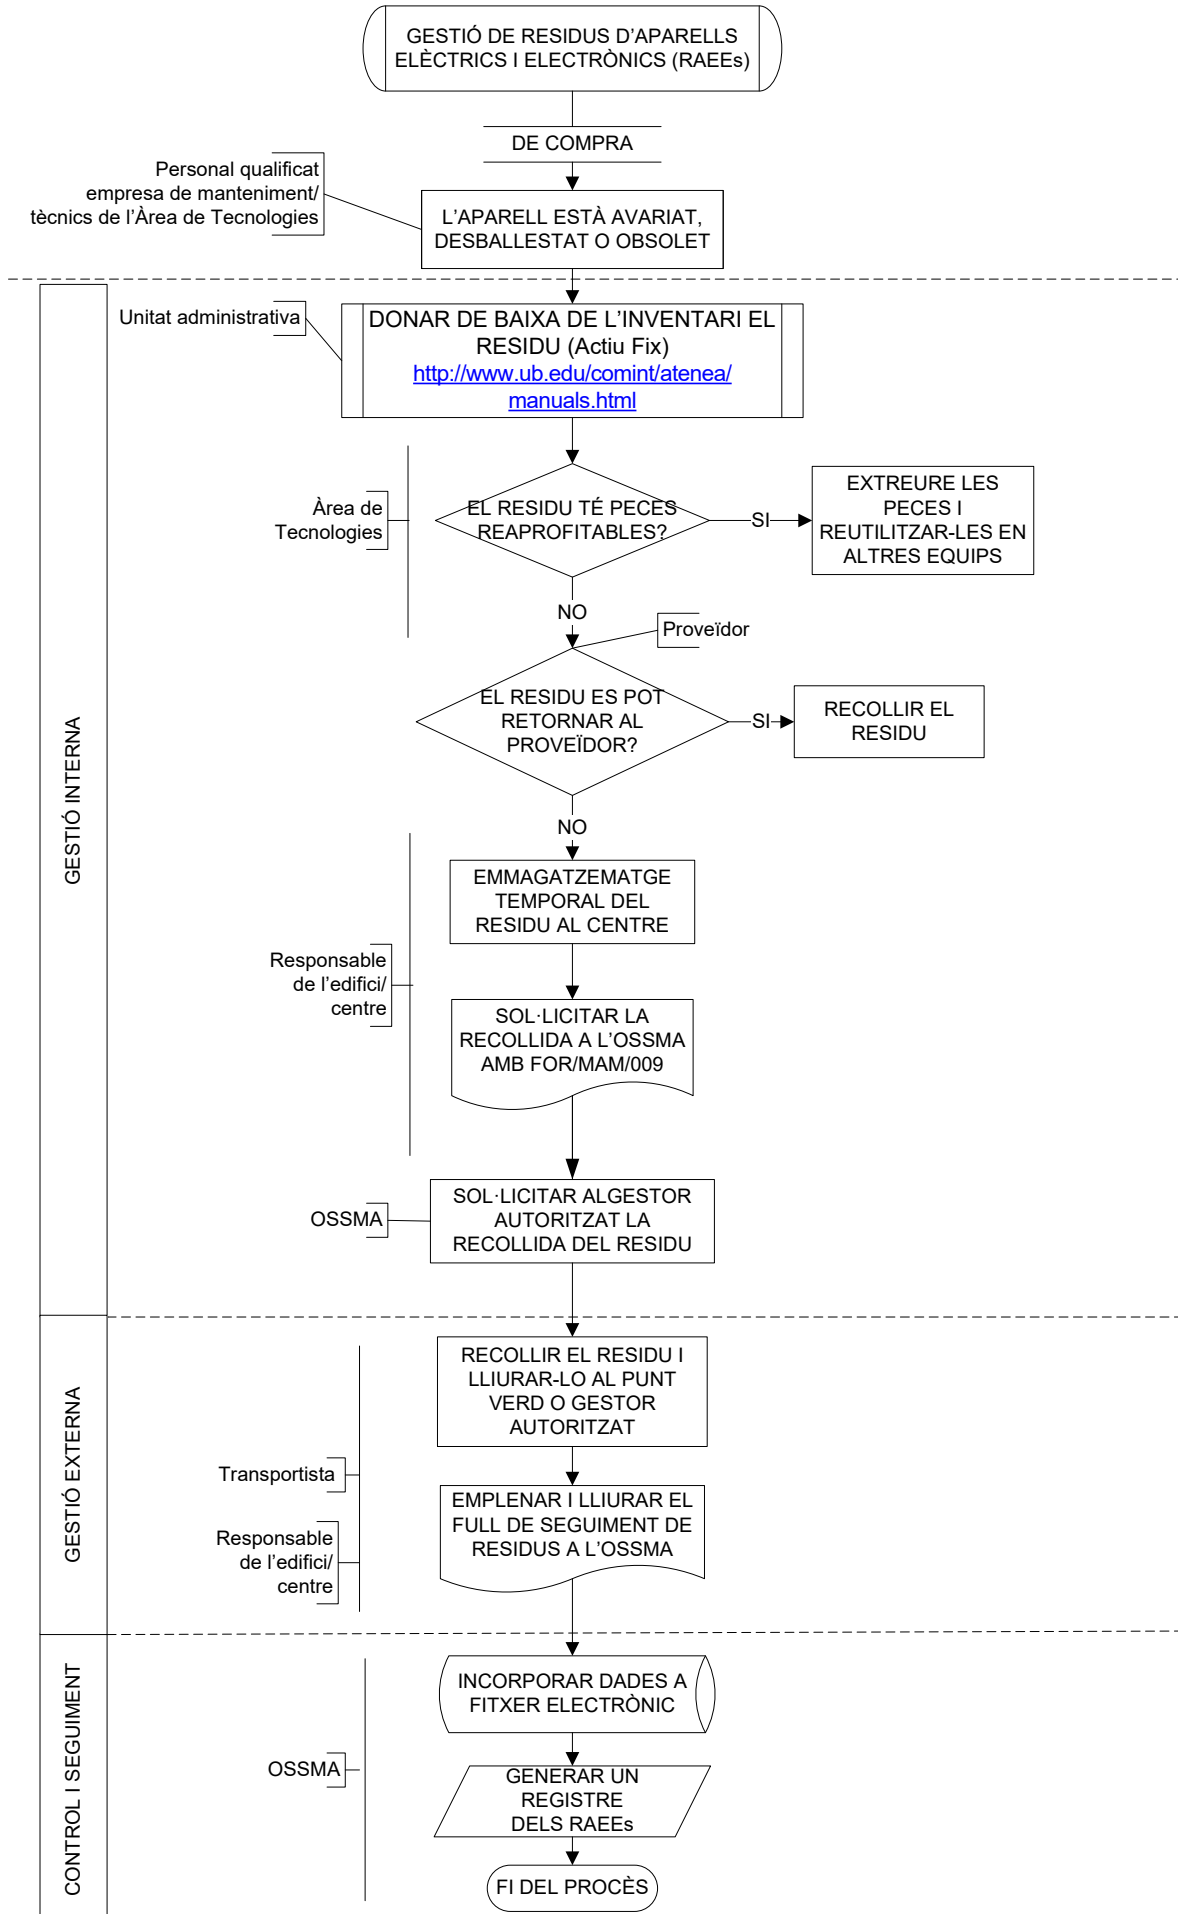 GESTIÓ DE RESIDUS D'APARELLS
ELÈCTRICS I ELECTRÒNICS (RAEEs)
DE COMPRA
Personal qualificat
empresa de manteniment/
tècnics de l'Àrea de Tecnologies
L'APARELL ESTÀ AVARIAT,
DESBALLESTAT O OBSOLET
GESTIÓ INTERNA
Unitat administrativa
DONAR DE BAIXA DE L'INVENTARI EL
RESIDU (Actiu Fix)
http://www.ub.edu/comint/atenea/
manuals.html
Àrea de
Tecnologies
EL RESIDU TÉ PECES
REAPROFITABLES?
SI
EXTREURE LES
PECES I
REUTILITZAR-LES EN
ALTRES EQUIPS
NO
Proveïdor
EL RESIDU ES POT
RETORNAR AL
PROVEÏDOR?
SI
RECOLLIR EL
RESIDU
NO
EMMAGATZEMATGE
TEMPORAL DEL
RESIDU AL CENTRE
Responsable
de l'edifici/
centre
SOL·LICITAR LA
RECOLLIDA A L'OSSMA
AMB FOR/MAM/009
OSSMA
SOL·LICITAR ALGESTOR
AUTORITZAT LA
RECOLLIDA DEL RESIDU
GESTIÓ EXTERNA
RECOLLIR EL RESIDU I
LLIURAR-LO AL PUNT
VERD O GESTOR
AUTORITZAT
Transportista
EMPLENAR I LLIURAR EL
FULL DE SEGUIMENT DE
RESIDUS A L'OSSMA
Responsable
de l'edifici/
centre
CONTROL I SEGUIMENT
INCORPORAR DADES A
FITXER ELECTRÒNIC
OSSMA
GENERAR UN
REGISTRE
DELS RAEEs
FI DEL PROCÈS